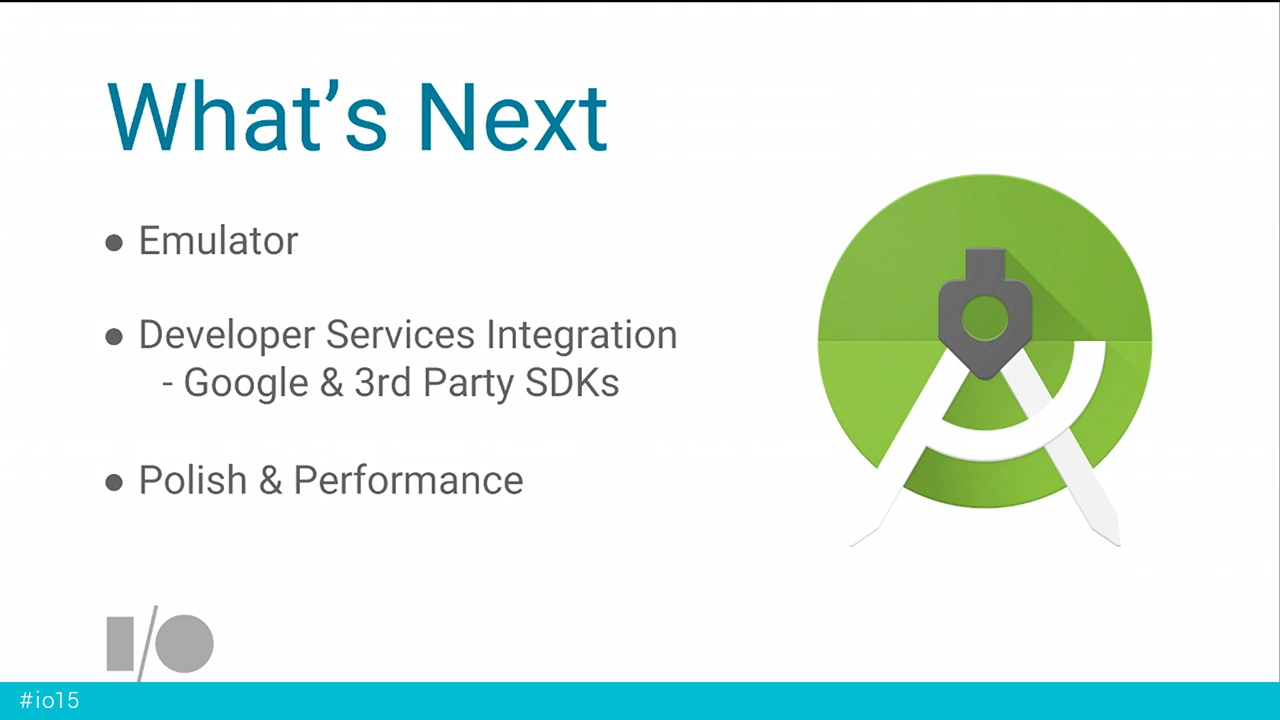 What's Next
● Emulator
● Developer Services Integration
- Google & 3rd Party SDKs
● Polish & Performance
I/O
#io15